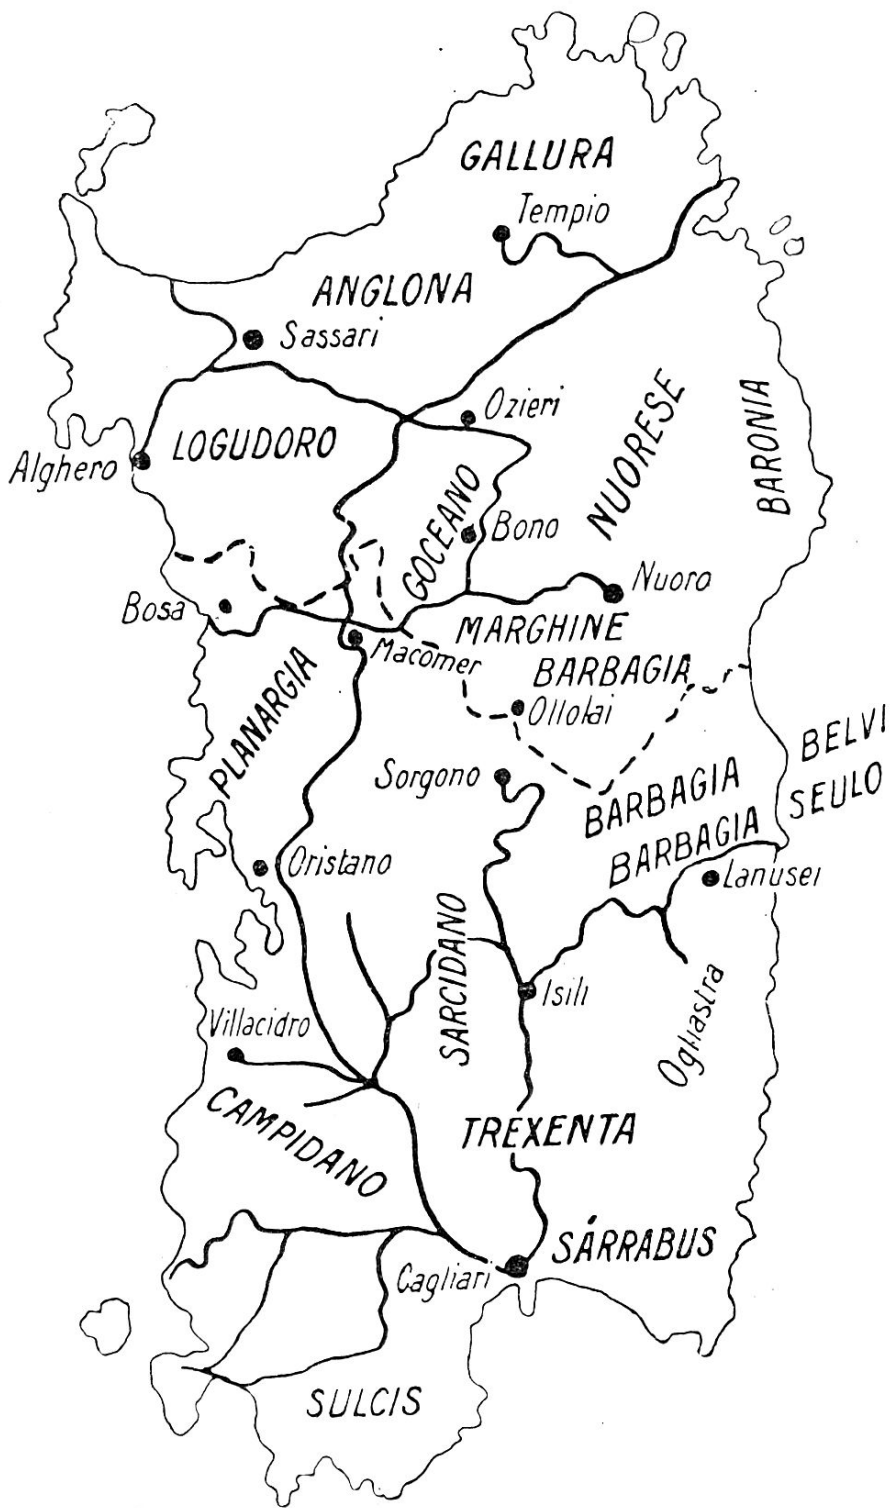 GALLURA
Tempio
ANGLONA
Sassari
Ozieri
NUORESE
BARONIA
LOGUDORO
Alghero
GOCEANO
Bono
Nuoro
Bosa
MARGHINE
Macomer
BARBAGIA
PLANARGIA
Ollolai
BELVI
Sorgono
BARBAGIA
SEULO
BARBAGIA
Oristano
Lanusei
SARCIDANO
Isili
Ogliastra
Villacidro
CAMPIDANO
TREXENTA
SÁRRABUS
Cagliari
SULCIS